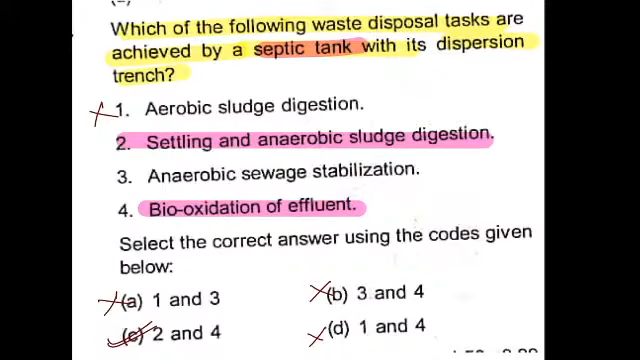 Which of the following waste disposal tasks are
achieved by a septic tank with its dispersion
trench?
1. Aerobic sludge digestion.
2. Settling and anaerobic sludge digestion.
3. Anaerobic sewage stabilization.
4. Bio-oxidation of effluent.
Select the correct answer using the codes given
below:
(a) 1 and 3
(b) 3 and 4
(c) 2 and 4
(d) 1 and 4